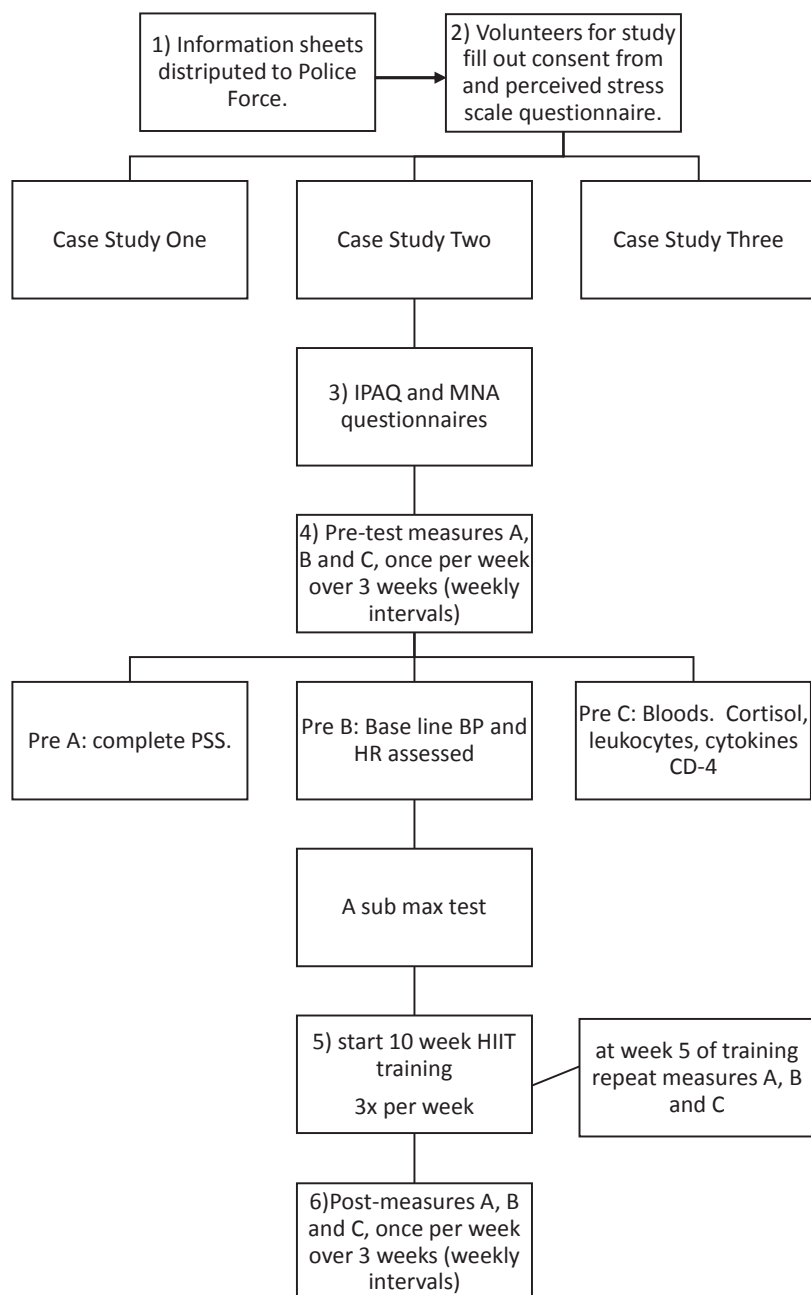 1) Information sheets
distriputed to Police
Force.
2) Volunteers for study
fill out consent from
and perceived stress
scale questionnaire.
Case Study One
Case Study Two
Case Study Three
3) IPAQ and MNA
questionnaires
4) Pre-test measures A,
B and C, once per week
over 3 weeks (weekly
intervals)
Pre A: complete PSS.
Pre B: Base line BP and
HR assessed
Pre C: Bloods.  Cortisol,
leukocytes, cytokines
CD-4
A sub max test
5) start 10 week HIIT
training
3x per week
at week 5 of training
repeat measures A, B
and C
6)Post-measures A, B
and C, once per week
over 3 weeks (weekly
intervals)